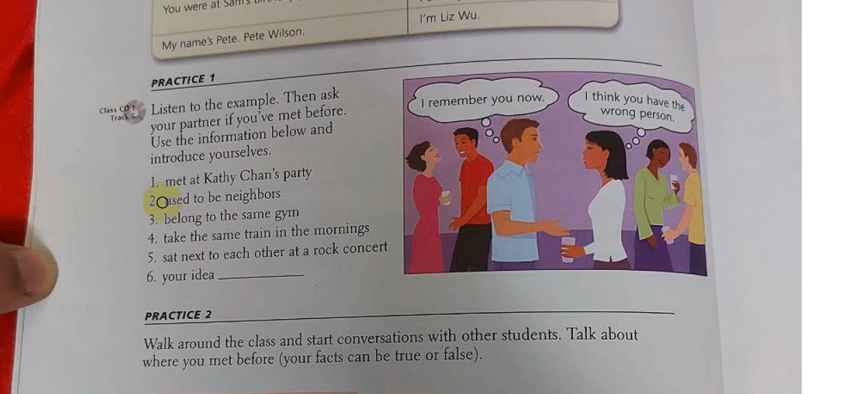 You were at Sam's
My name's Pete. Pete Wilson.
I'm Liz Wu.
PRACTICE 1
Class CD 1
Track
Listen to the example. Then ask
your partner if you've met before.
Use the information below and
introduce yourselves.
1. met at Kathy Chan's party
2. used to be neighbors
3. belong to the same gym
4. take the same train in the mornings
5. sat next to each other at a rock concert
6. your idea
I remember you now.
I think you have the
wrong person.
PRACTICE 2
Walk around the class and start conversations with other students. Talk about
where you met before (your facts can be true or false).